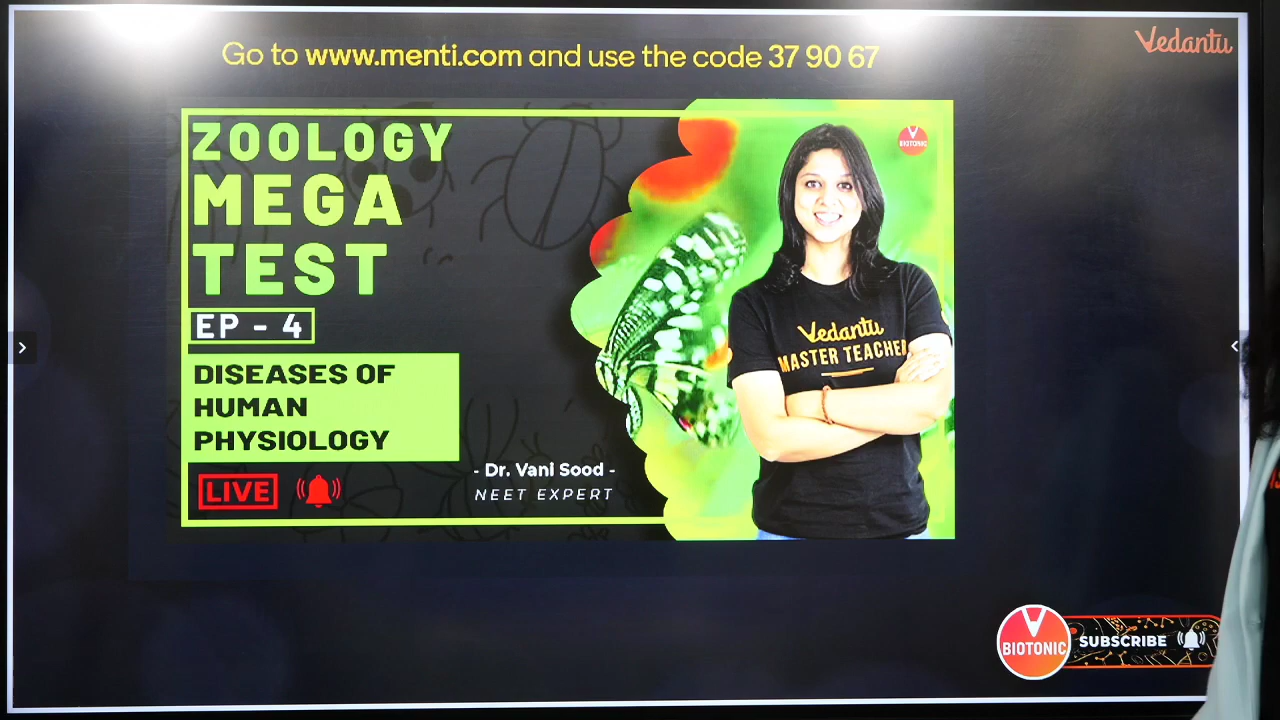 Go to www.menti.com and use the code 37 90 67
Vedantu
ZOOLOGY
MEGA
TEST
EP - 4
DISEASES OF
HUMAN
PHYSIOLOGY
LIVE
- Dr. Vani Sood -
NEET EXPERT
BIOTONIC
Vedantu
MASTER TEACHER
BIOTONIC
SUBSCRIBE